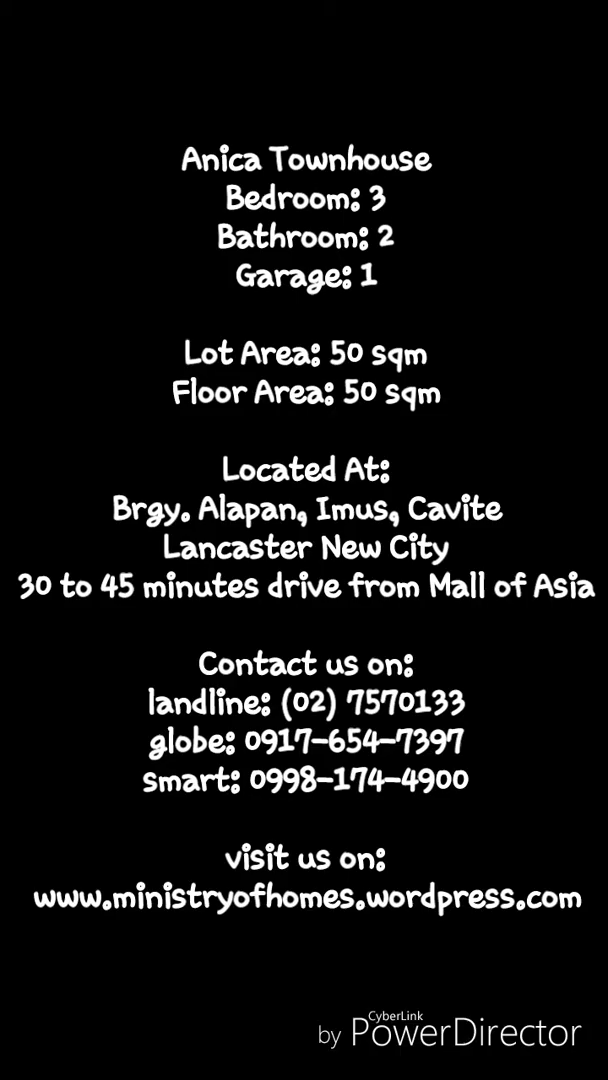 Anica Townhouse
Bedroom: 3
Bathroom: 2
Garage: 1
Lot Area: 50 sqm
Floor Area: 50 sqm
Located At:
Brgy. Alapan, Imus, Cavite
Lancaster New City
30 to 45 minutes drive from Mall of Asia
Contact us on:
landline: (02) 7570133
globe: 0917-654-7397
smart: 0998-174-4900
visit us on:
www.ministryofhomes.wordpress.com
CyberLink
by PowerDirector